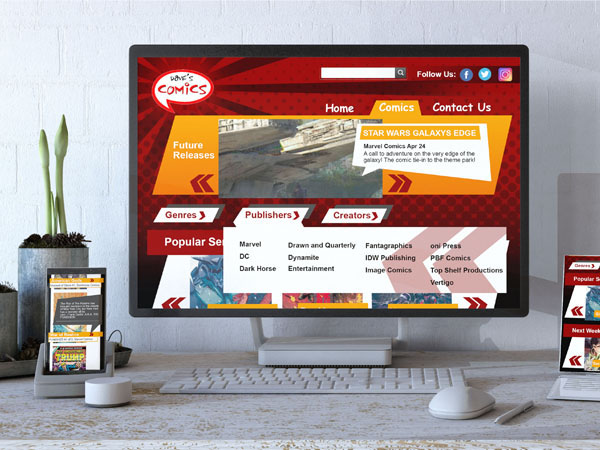 DAVE'S
COMICS
Follow Us:
Home
Comics
Contact Us
Future
Releases
STAR WARS GALAXYS EDGE
Marvel Comics Apr 24
A call to adventure on the very edge of the
galaxy! The comic tie-in to the theme park!
Genres
Publishers
Creators
Popular Se
Marvel
DC
Dark Horse
Drawn and Quarterly
Dynamite
Entertainment
Fantagraphics
IDW Publishing
Image Comics
oni Press
PBF Comics
Top Shelf Productions
Vertigo
TRUMP
Genres
Popular Se
Next Week